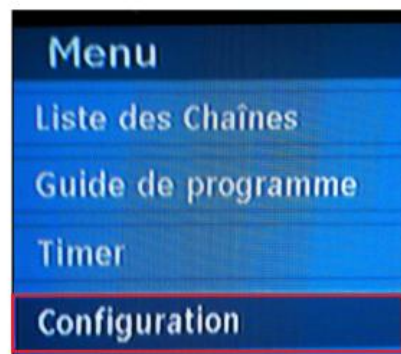 Menu
Liste des Chaînes
Guide de programme
Timer
Configuration